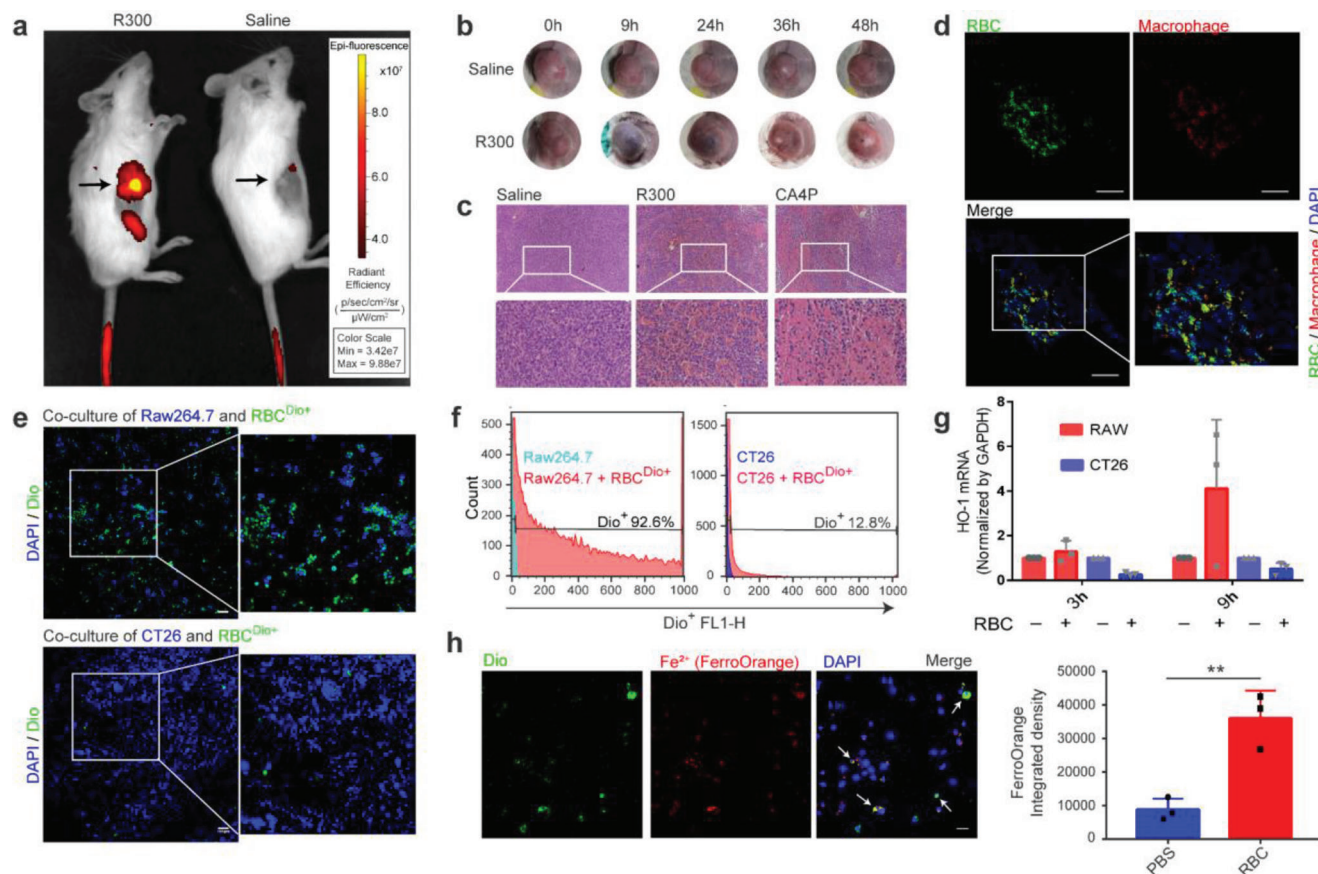 a
R300
Saline
Epi-fluorescence
x10⁷
8.0
6.0
4.0
Radiant
Efficiency
(p/sec/cm²/sr
µW/cm²)
Color Scale
Min = 3.42e7
Max = 9.88e7
b
0h
9h
24h
36h
48h
Saline
R300
c
Saline
R300
CA4P
d
RBC
Macrophage
Merge
RBC / Macrophage / DAPI
e
Co-culture of Raw264.7 and RBC^Dio+
DAPI / Dio
Co-culture of CT26 and RBC^Dio+
DAPI / Dio
f
Count
500
400
300
200
100
0
Raw264.7
Raw264.7 + RBC^Dio+
Dio⁺ 92.6%
0 200 400 600 800 1000
1500
1000
500
0
CT26
CT26 + RBC^Dio+
Dio⁺ 12.8%
0 200 400 600 800 1000
Dio⁺ FL1-H
g
HO-1 mRNA
(Normalized by GAPDH)
8
6
4
2
0
RAW
CT26
3h
9h
RBC − + − + − + − +
h
Dio
Fe²⁺ (FerroOrange)
DAPI
Merge
FerroOrange
Integrated density
50000
40000
30000
20000
10000
0
**
PBS
RBC